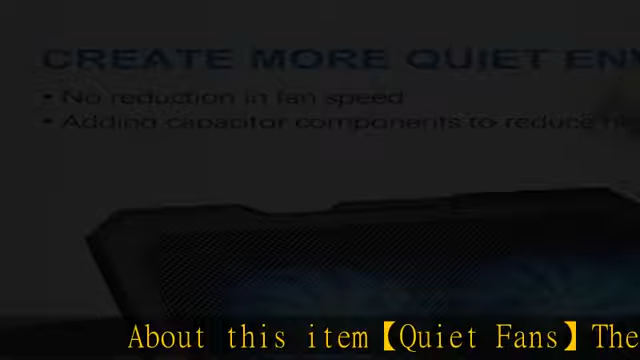 CREATE MORE QUIET EN
• No reduction in fan speed
• Adding capacitor components to reduce
About this item【Quiet Fans】The